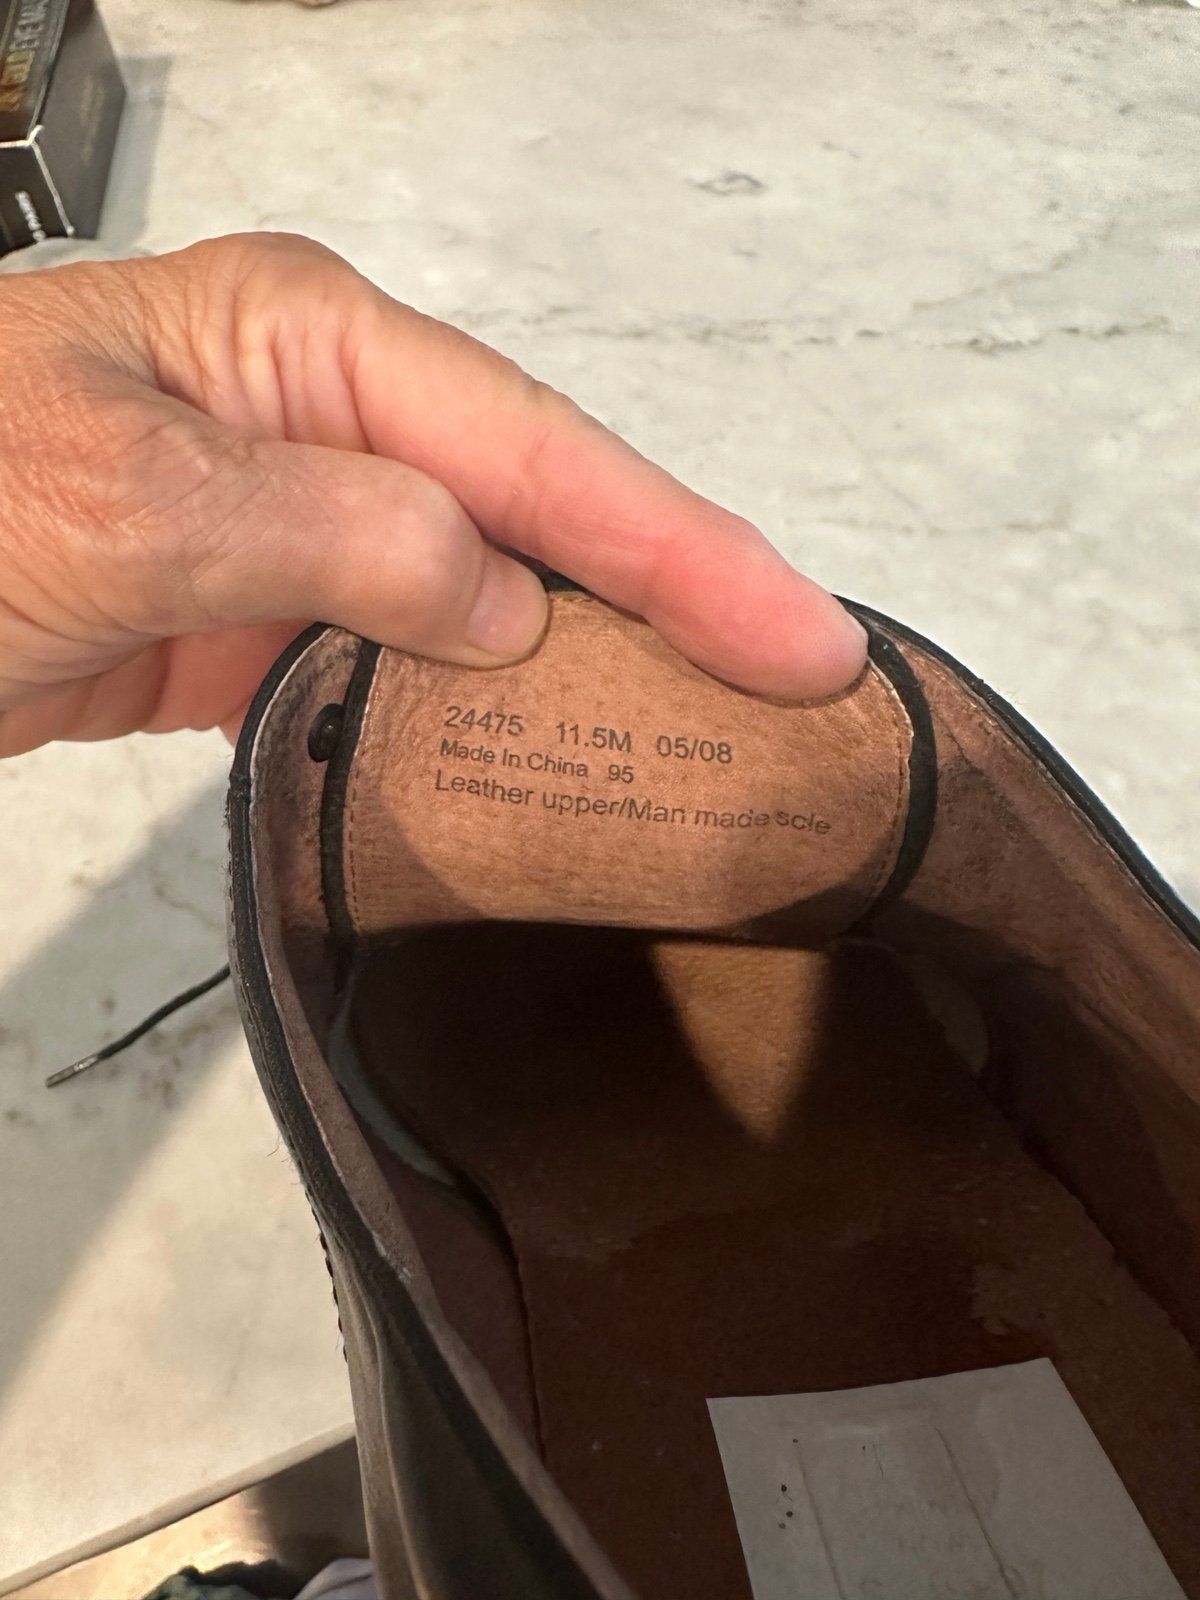 24475 11.5M 05/08
Made In China 95
Leather upper/Man made sole